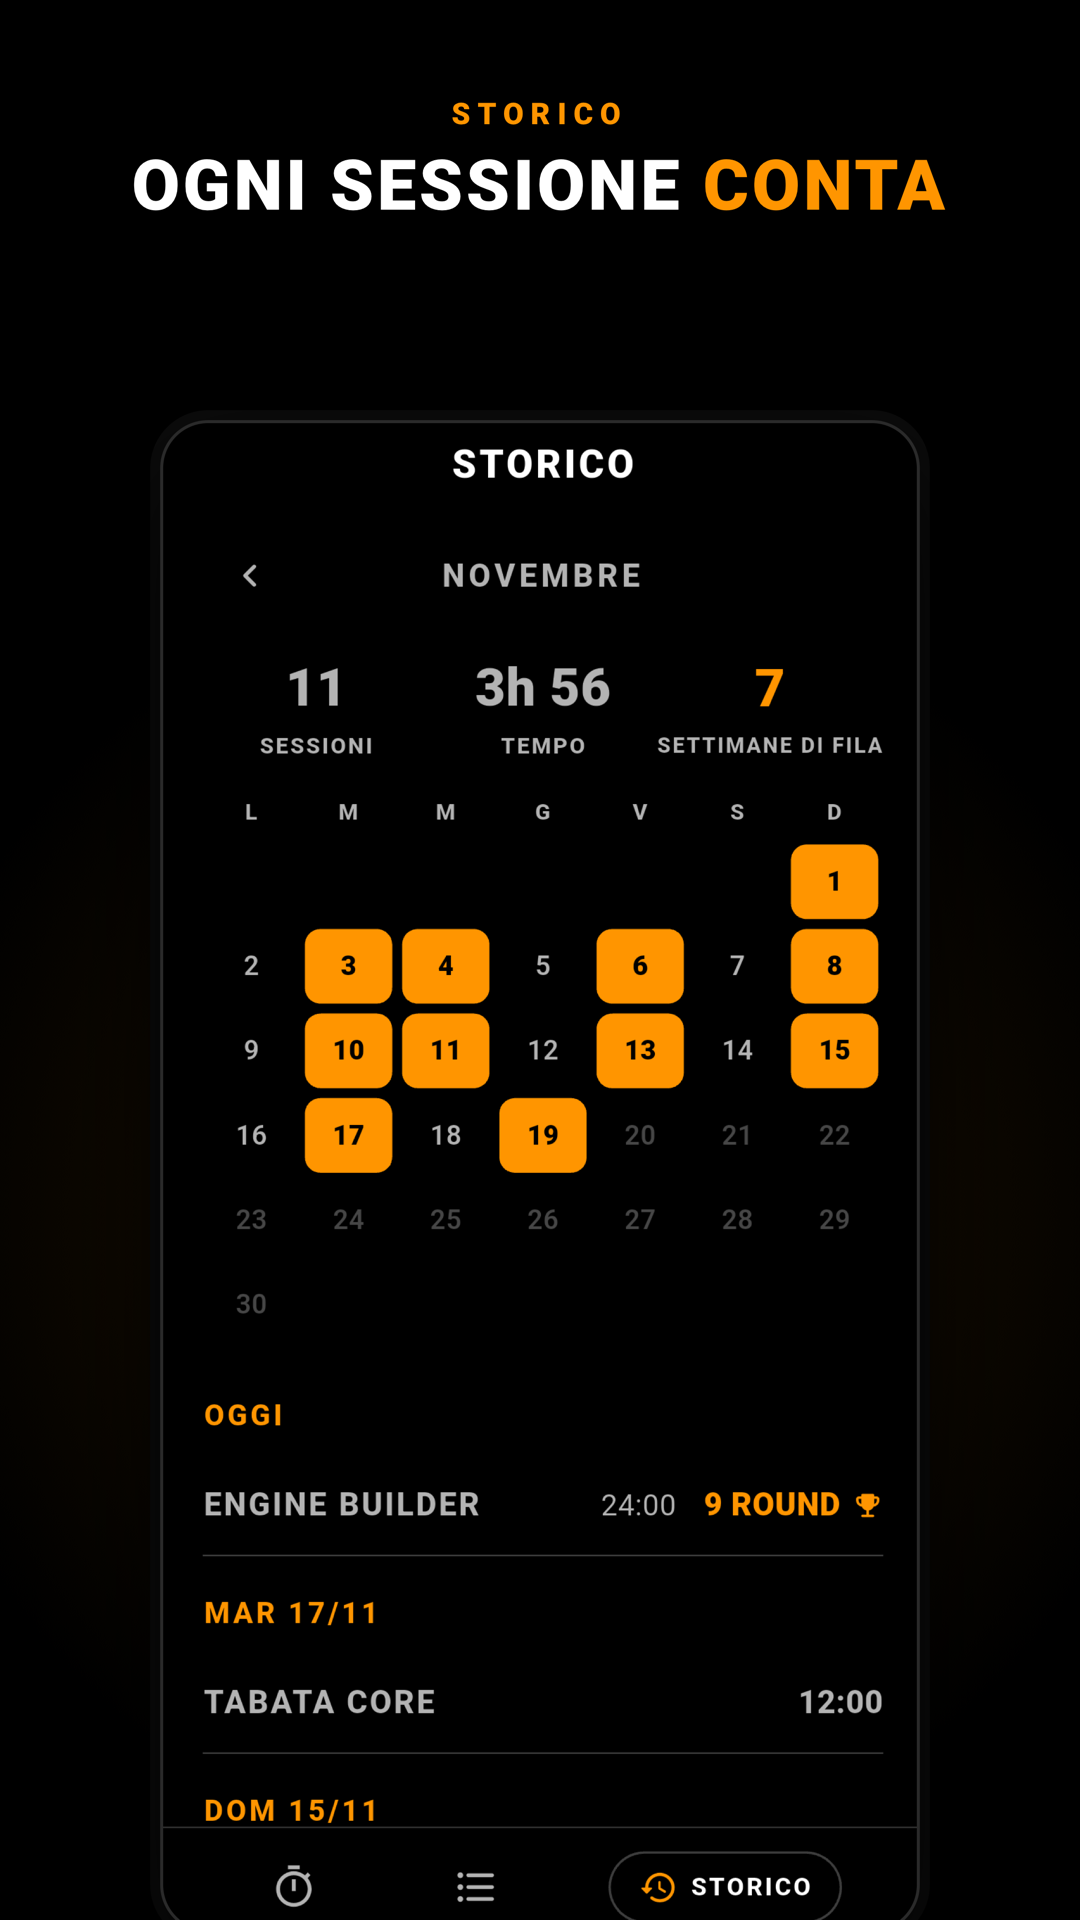 STORICO
OGNI SESSIONE CONTA
STORICO
NOVEMBRE
11 3h 56 7
SESSIONI TEMPO SETTIMANE DI FILA
L M M G V S D
1
2 3 4 5 6 7 8
9 10 11 12 13 14 15
16 17 18 19 20 21 22
23 24 25 26 27 28 29
30
OGGI
ENGINE BUILDER 24:00 9 ROUND
MAR 17/11
TABATA CORE 12:00
DOM 15/11
STORICO